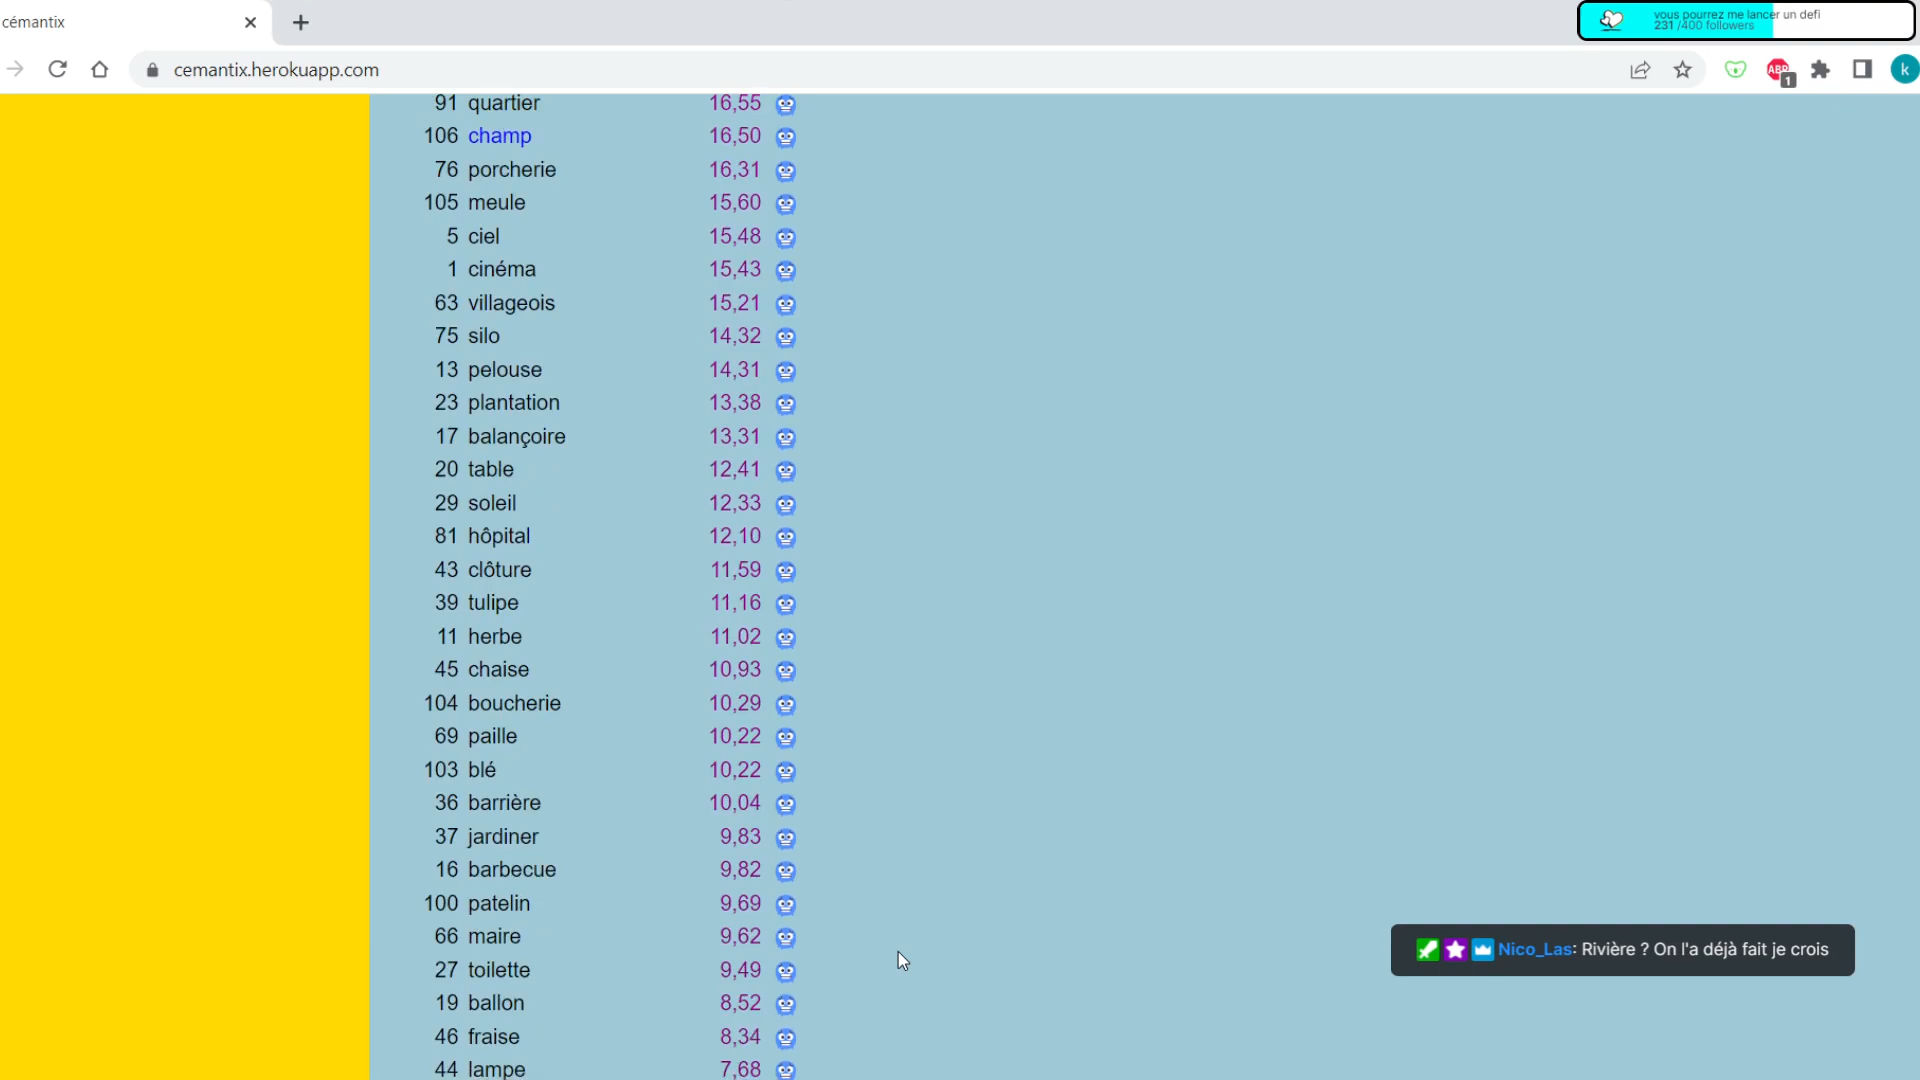 cémantix
vous pourrez me lancer un defi
231 /400 followers
cemantix.herokuapp.com
ABP
1
k
91 quartier 16,55
106 champ 16,50
76 porcherie 16,31
105 meule 15,60
5 ciel 15,48
1 cinéma 15,43
63 villageois 15,21
75 silo 14,32
13 pelouse 14,31
23 plantation 13,38
17 balançoire 13,31
20 table 12,41
29 soleil 12,33
81 hôpital 12,10
43 clôture 11,59
39 tulipe 11,16
11 herbe 11,02
45 chaise 10,93
104 boucherie 10,29
69 paille 10,22
103 blé 10,22
36 barrière 10,04
37 jardiner 9,83
16 barbecue 9,82
100 patelin 9,69
66 maire 9,62
Nico_Las: Rivière ? On l'a déjà fait je crois
27 toilette 9,49
19 ballon 8,52
46 fraise 8,34
44 lampe 7,68